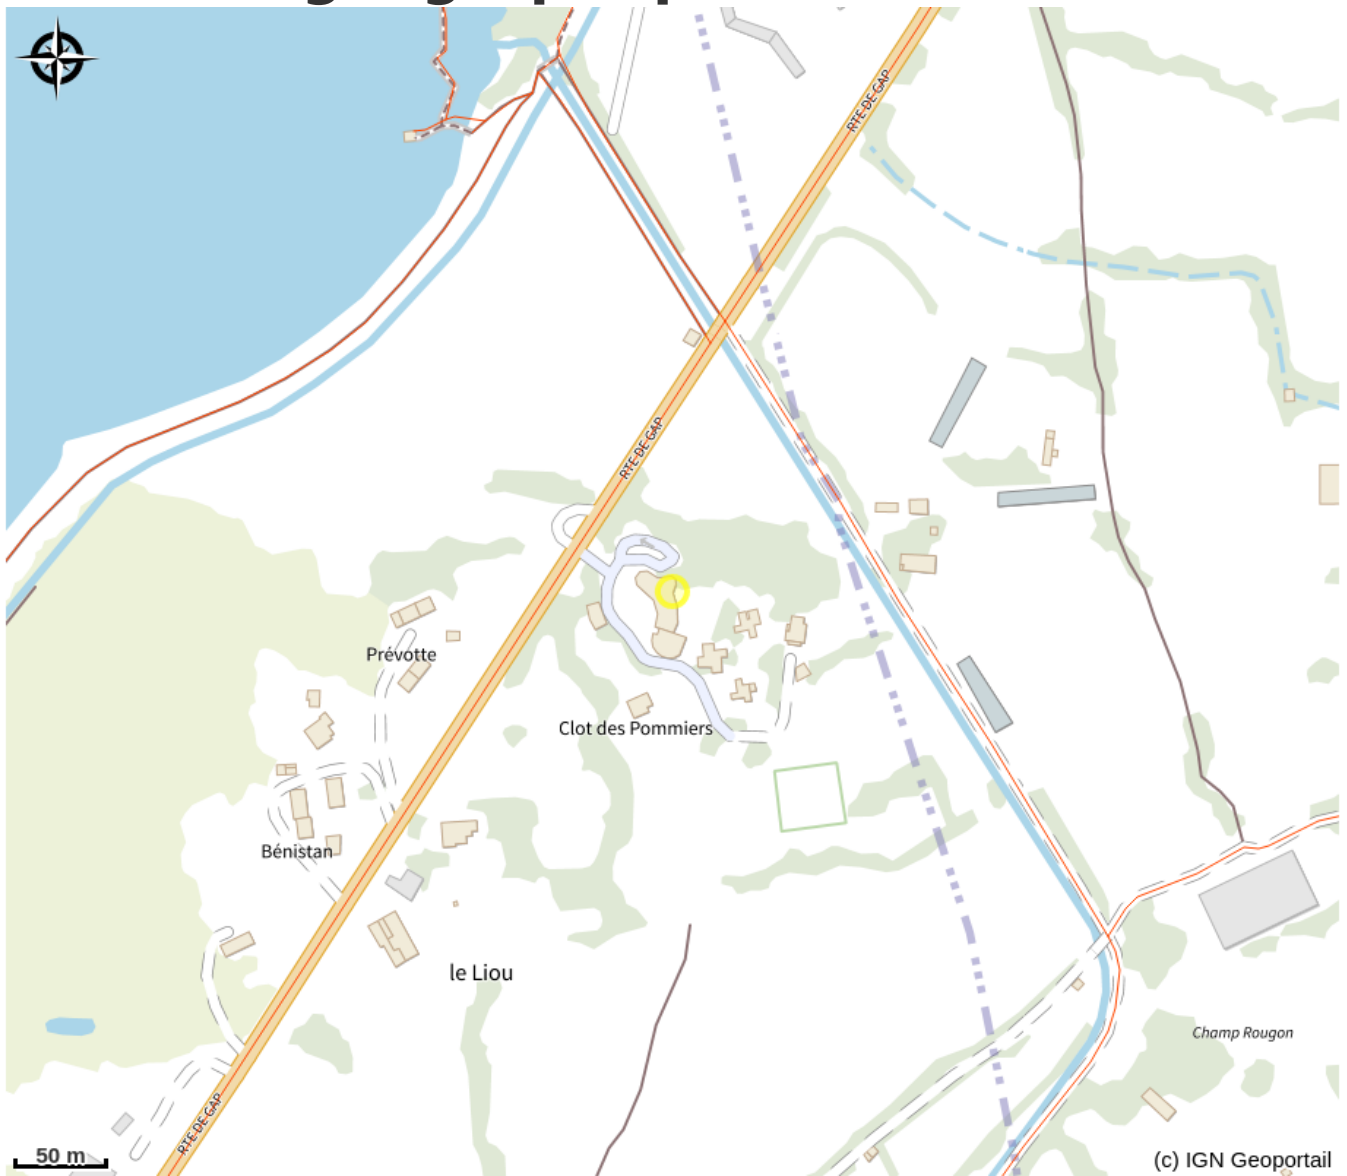 RTE DE GAP
RTE DE GAP
Prévotte
Clot des Pommiers
Bénistan
le Liou
Champ Rougon
RTE DE GAP
50 m
(c) IGN Geoportail